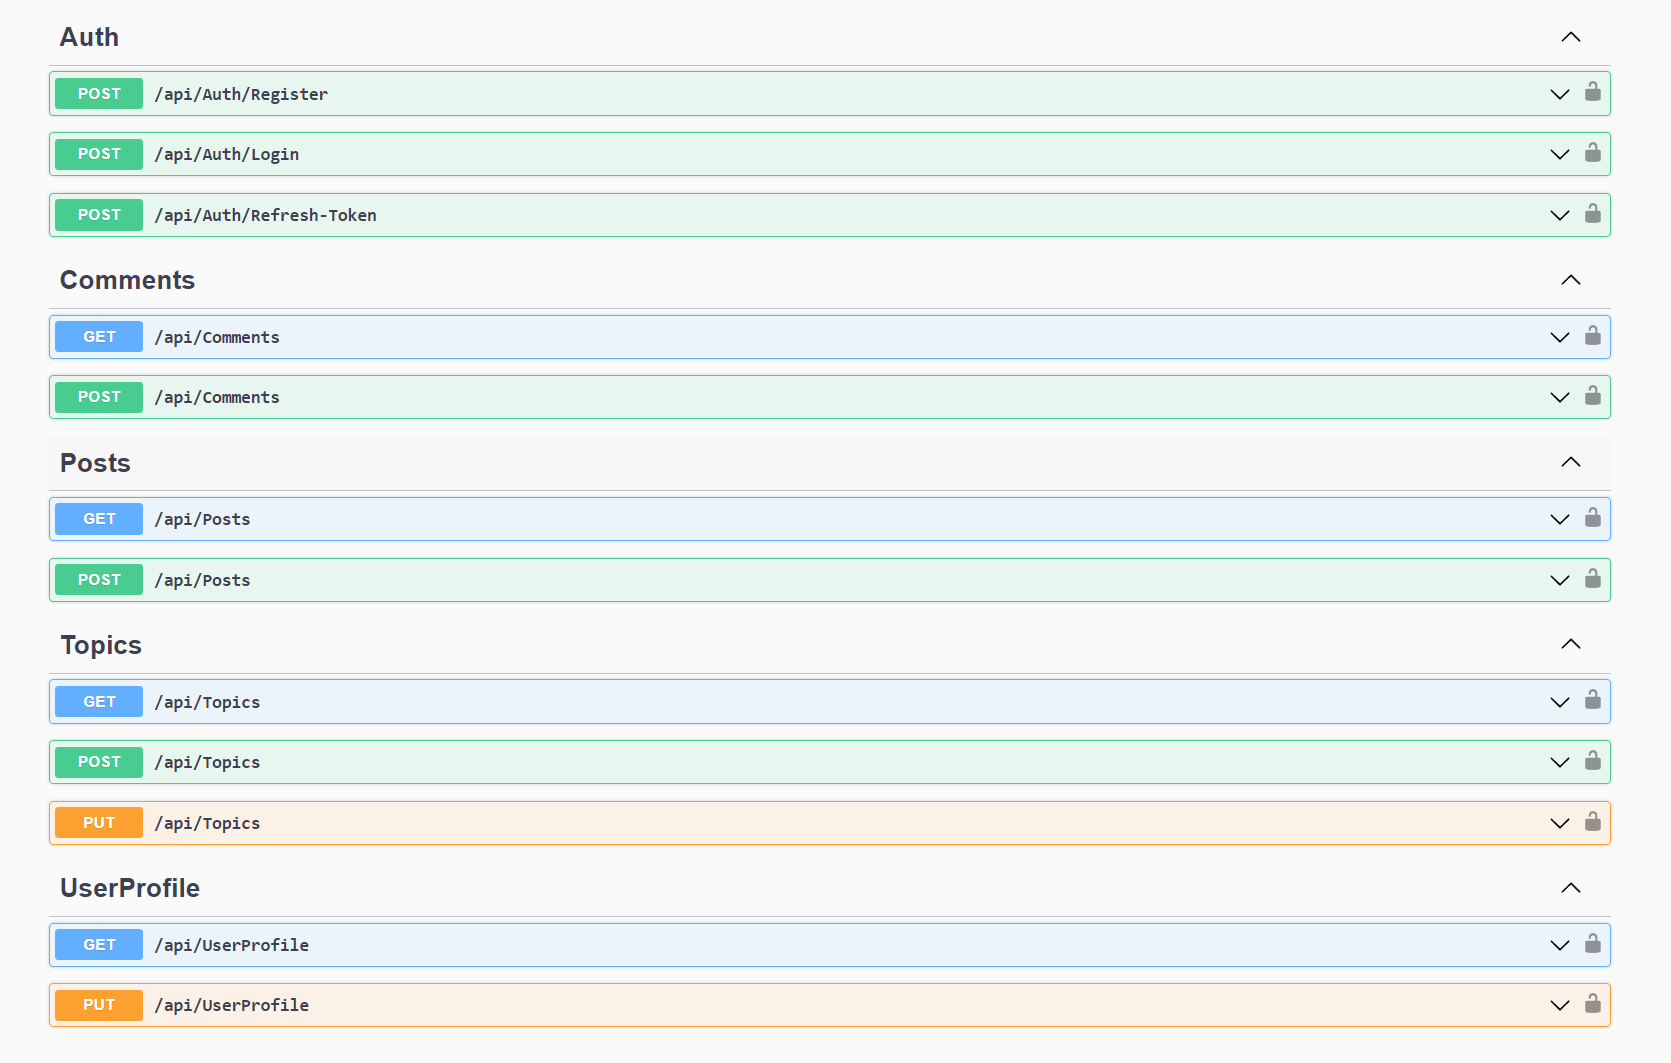 Auth
POST /api/Auth/Register
POST /api/Auth/Login
POST /api/Auth/Refresh-Token
Comments
GET /api/Comments
POST /api/Comments
Posts
GET /api/Posts
POST /api/Posts
Topics
GET /api/Topics
POST /api/Topics
PUT /api/Topics
UserProfile
GET /api/UserProfile
PUT /api/UserProfile